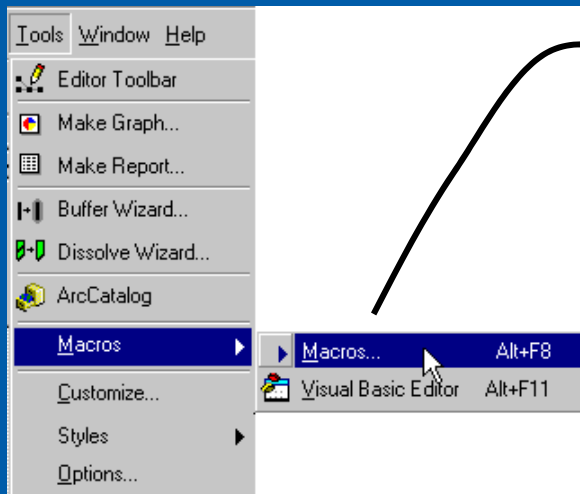 Tools Window Help
Editor Toolbar
Make Graph...
Make Report...
Buffer Wizard...
Dissolve Wizard...
ArcCatalog
Macros
Macros... Alt+F8
Visual Basic Editor Alt+F11
Customize...
Styles
Options...